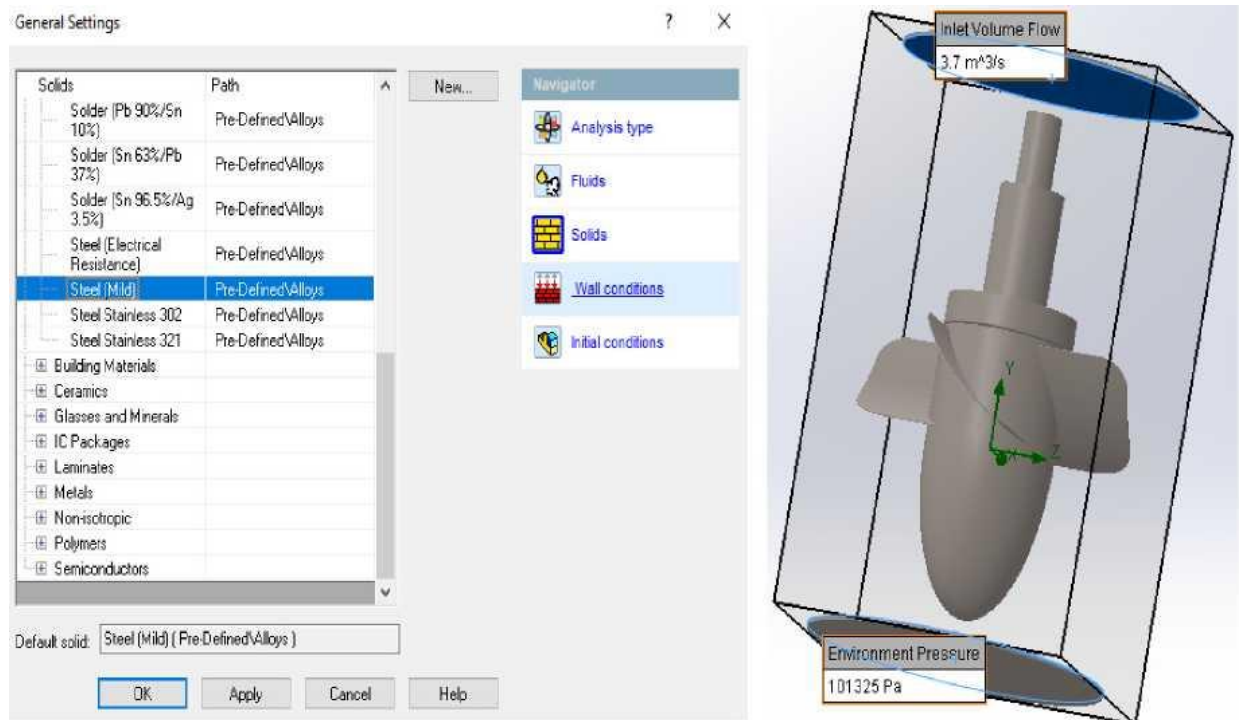 General Settings
? X
Solids Path
Solder (Pb 90%/Sn
10%) Pre-Defined\Alloys
Solder (Sn 63%/Pb
37%) Pre-Defined\Alloys
Solder (Sn 96.5%/Ag
3.5%) Pre-Defined\Alloys
Steel (Electrical
Resistance) Pre-Defined\Alloys
Steel (Mild) Pre-Defined\Alloys
Steel Stainless 302 Pre-Defined\Alloys
Steel Stainless 321 Pre-Defined\Alloys
Building Materials
Ceramics
Glasses and Minerals
IC Packages
Laminates
Metals
Non-isotropic
Polymers
Semiconductors
Default solid: Steel (Mild) ( Pre-Defined\Alloys )
OK Apply Cancel Help
New...
Navigator
Analysis type
Fluids
Solids
Wall conditions
Initial conditions
Inlet Volume Flow
3.7 m^3/s
Y
X
Z
Environment Pressure
101325 Pa